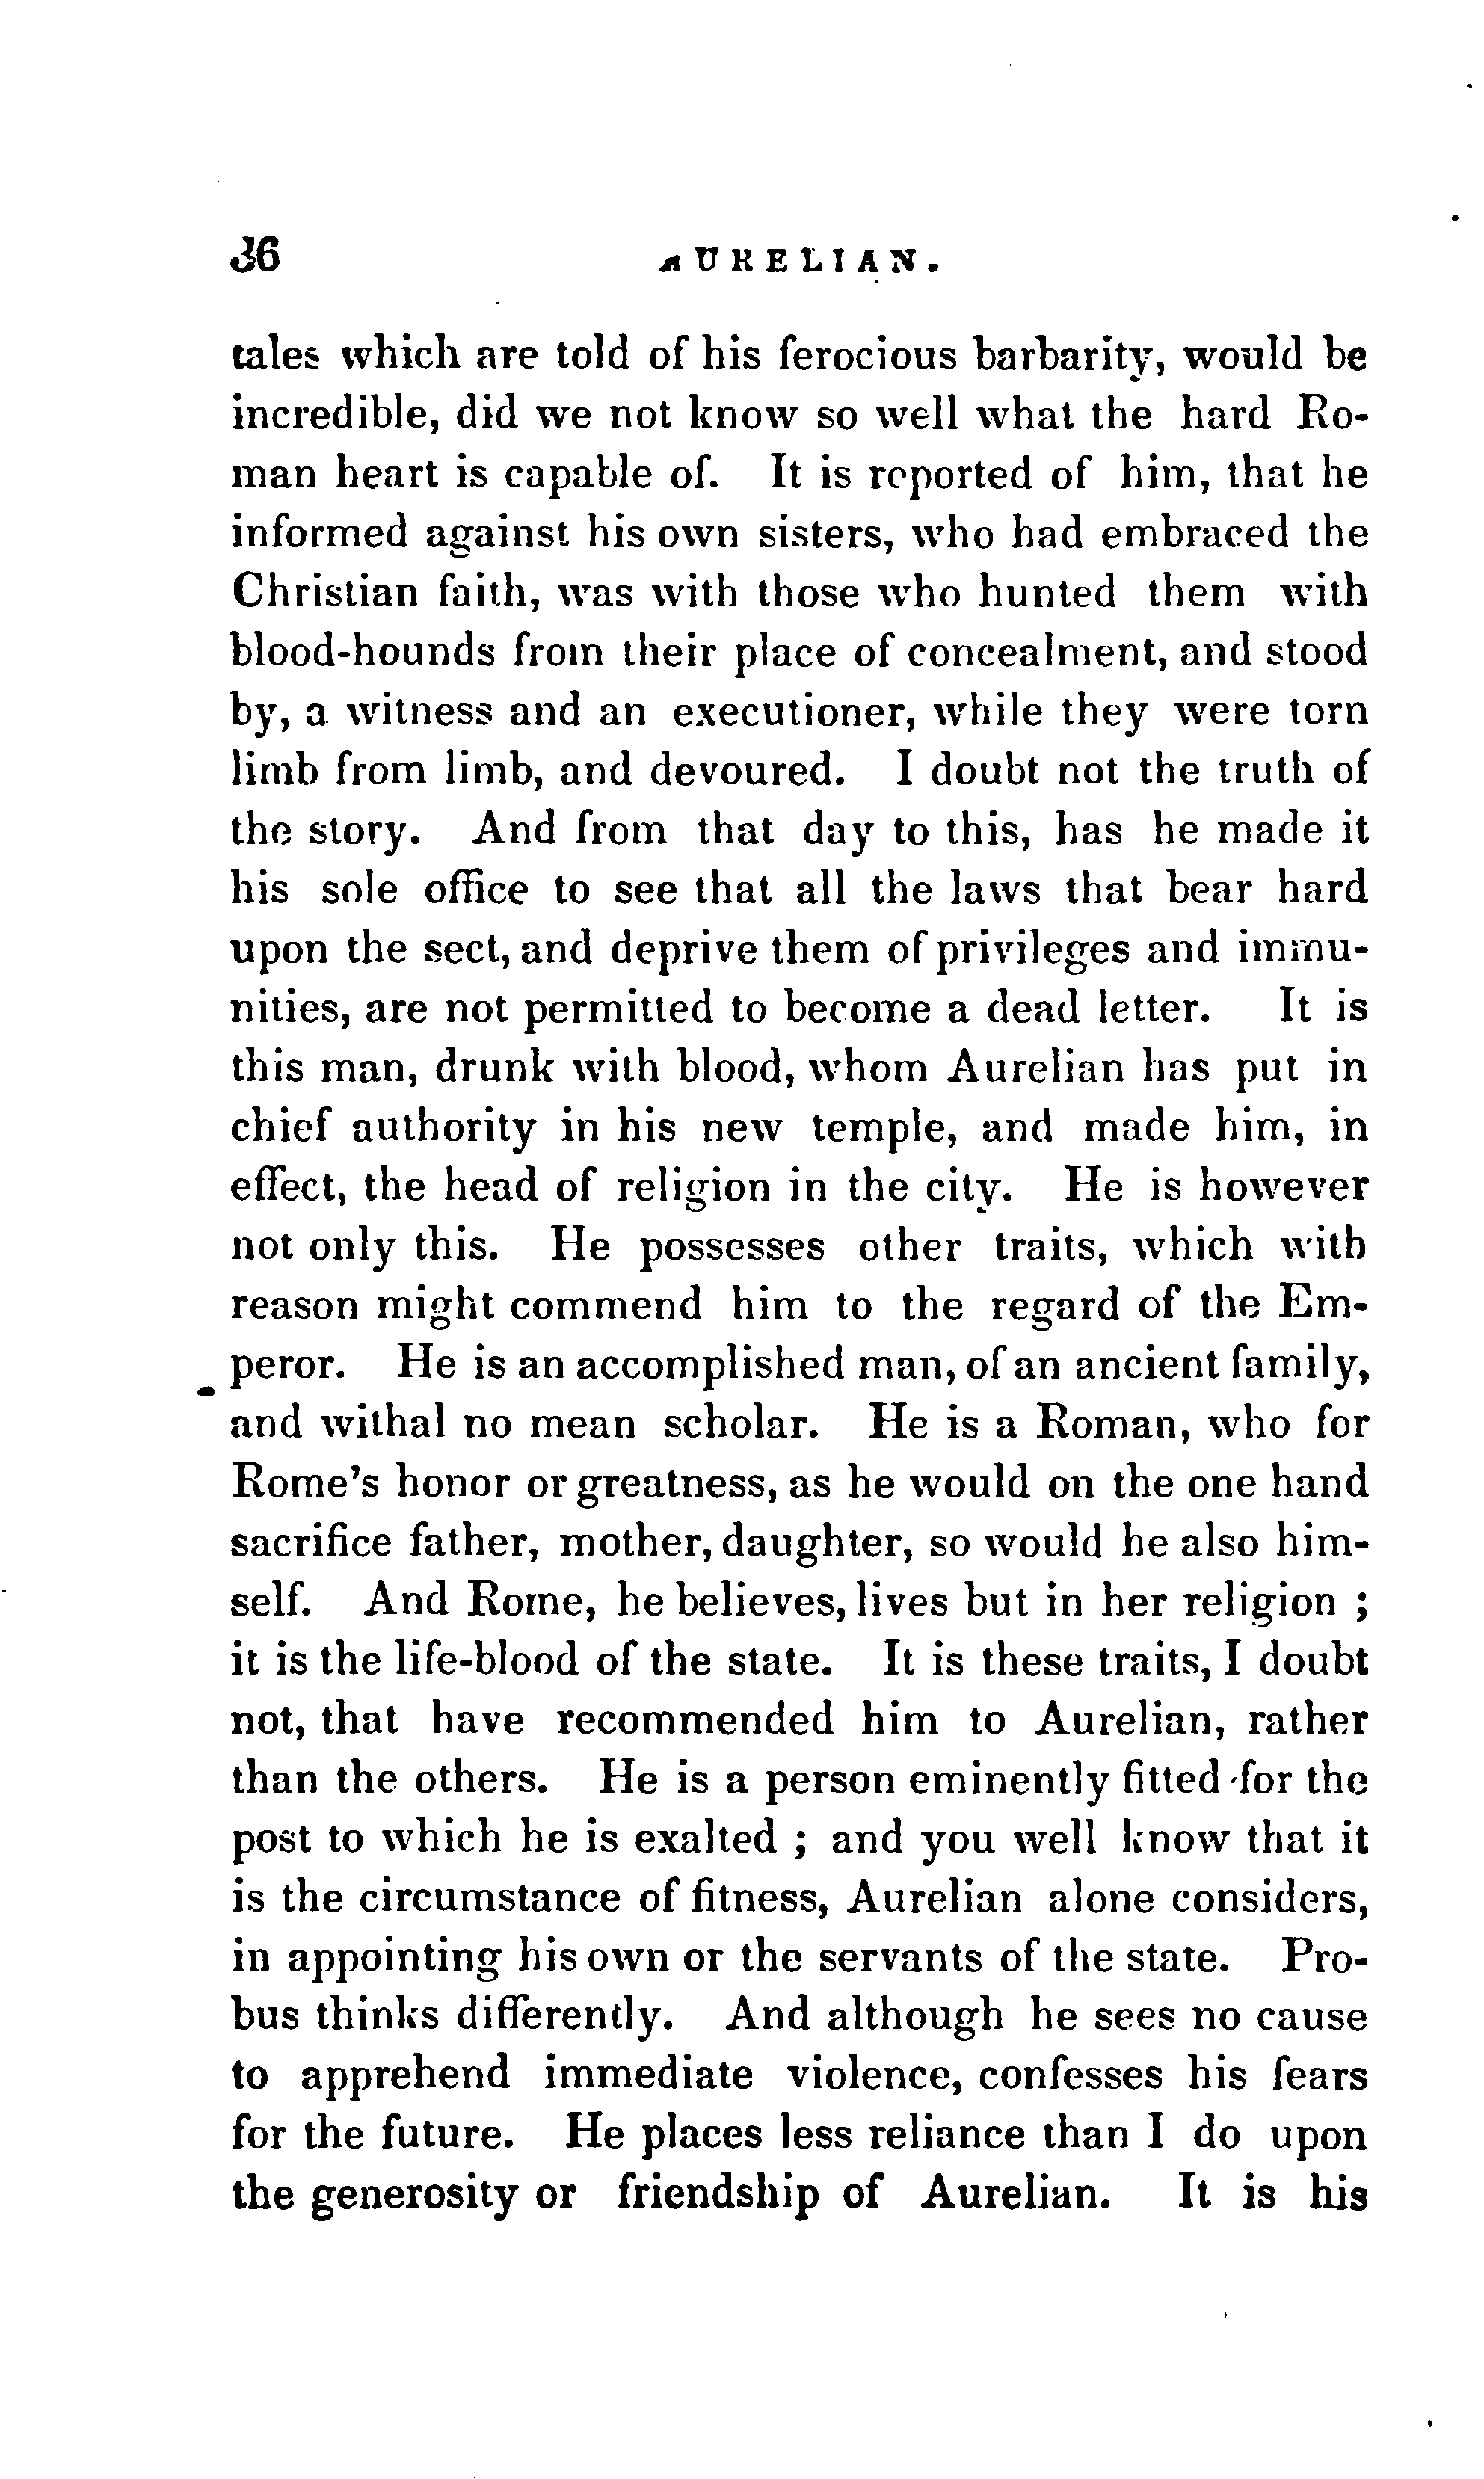 36 AURELIAN.
tales which are told of his ferocious barbarity, would be
incredible, did we not know so well what the hard Ro-
man heart is capable of. It is reported of him, that he
informed against his own sisters, who had embraced the
Christian faith, was with those who hunted them with
blood-hounds from their place of concealment, and stood
by, a witness and an executioner, while they were torn
limb from limb, and devoured. I doubt not the truth of
the story. And from that day to this, has he made it
his sole office to see that all the laws that bear hard
upon the sect, and deprive them of privileges and immu-
nities, are not permitted to become a dead letter. It is
this man, drunk with blood, whom Aurelian has put in
chief authority in his new temple, and made him, in
effect, the head of religion in the city. He is however
not only this. He possesses other traits, which with
reason might commend him to the regard of the Em-
peror. He is an accomplished man, of an ancient family,
and withal no mean scholar. He is a Roman, who for
Rome's honor or greatness, as he would on the one hand
sacrifice father, mother, daughter, so would he also him-
self. And Rome, he believes, lives but in her religion ;
it is the life-blood of the state. It is these traits, I doubt
not, that have recommended him to Aurelian, rather
than the others. He is a person eminently fitted for the
post to which he is exalted ; and you well know that it
is the circumstance of fitness, Aurelian alone considers,
in appointing his own or the servants of the state. Pro-
bus thinks differently. And although he sees no cause
to apprehend immediate violence, confesses his fears
for the future. He places less reliance than I do upon
the generosity or friendship of Aurelian. It is his